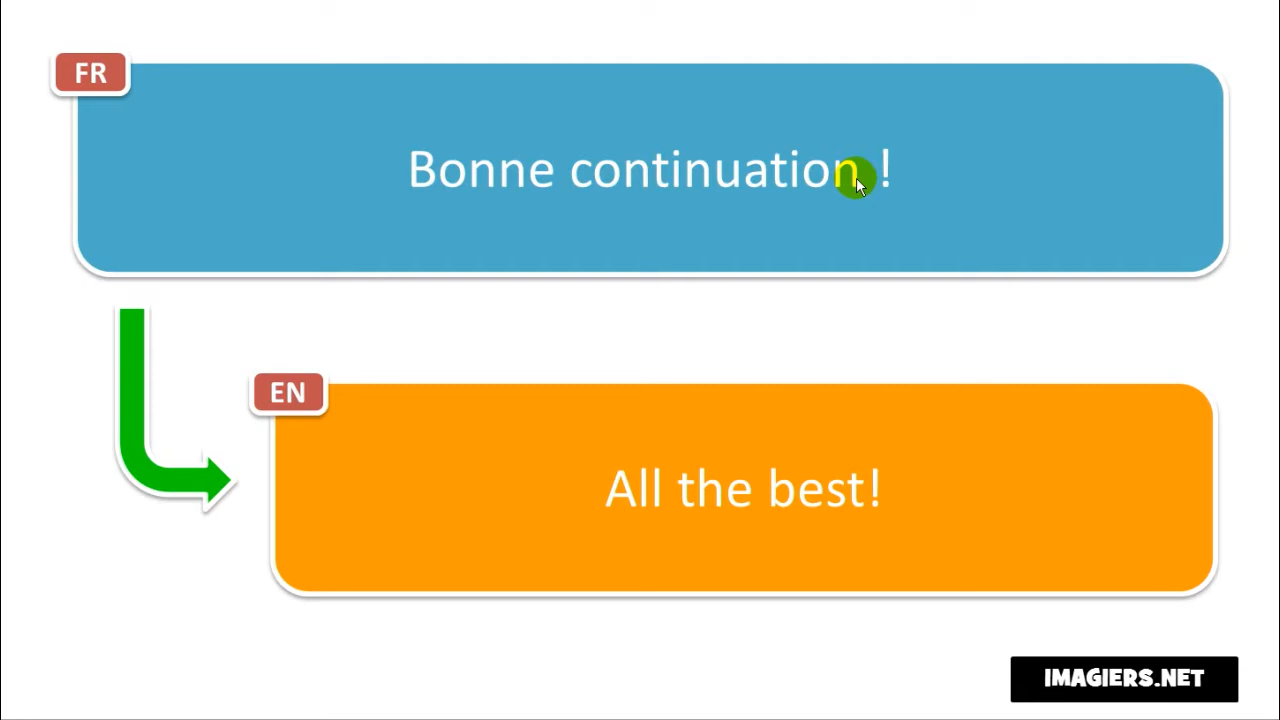 FR
Bonne continuation !
EN
All the best!
IMAGIERS.NET